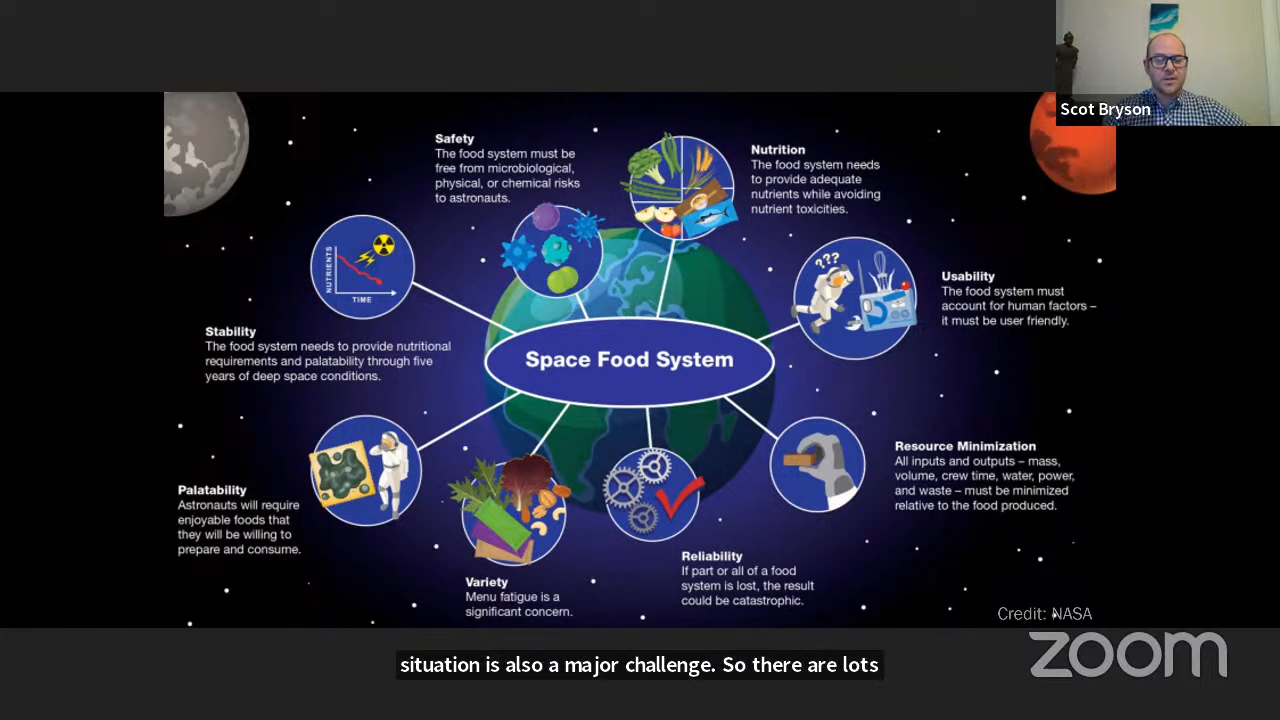 Scot Bryson
Safety
The food system must be
free from microbiological,
physical, or chemical risks
to astronauts.
Nutrition
The food system needs
to provide adequate
nutrients while avoiding
nutrient toxicities.
NUTRIENTS
TIME
???
Usability
The food system must
account for human factors –
it must be user friendly.
Stability
The food system needs to provide nutritional
requirements and palatability through five
years of deep space conditions.
Space Food System
Resource Minimization
All inputs and outputs – mass,
volume, crew time, water, power,
and waste – must be minimized
relative to the food produced.
Palatability
Astronauts will require
enjoyable foods that
they will be willing to
prepare and consume.
Variety
Menu fatigue is a
significant concern.
Reliability
If part or all of a food
system is lost, the result
could be catastrophic.
Credit: NASA
situation is also a major challenge. So there are lots
zoom